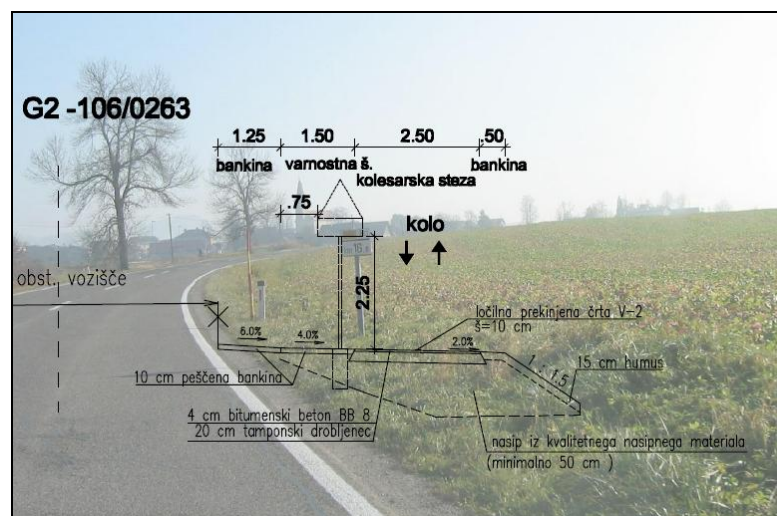 G2 -106/0263
1.25 1.50 2.50 .50
bankina varnostna š. bankina
kolesarska steza
.75
kolo
2.25
obst. vozišče
ločilna prekinjena črta V-2
š=10 cm
6.0% 4.0% 2.0%
1 : 1.5
10 cm peščena bankina
15 cm humus
4 cm bitumenski beton BB 8
20 cm tamponski drobljenec
nasip iz kvalitetnega nasipnega materiala
(minimalno 50 cm )